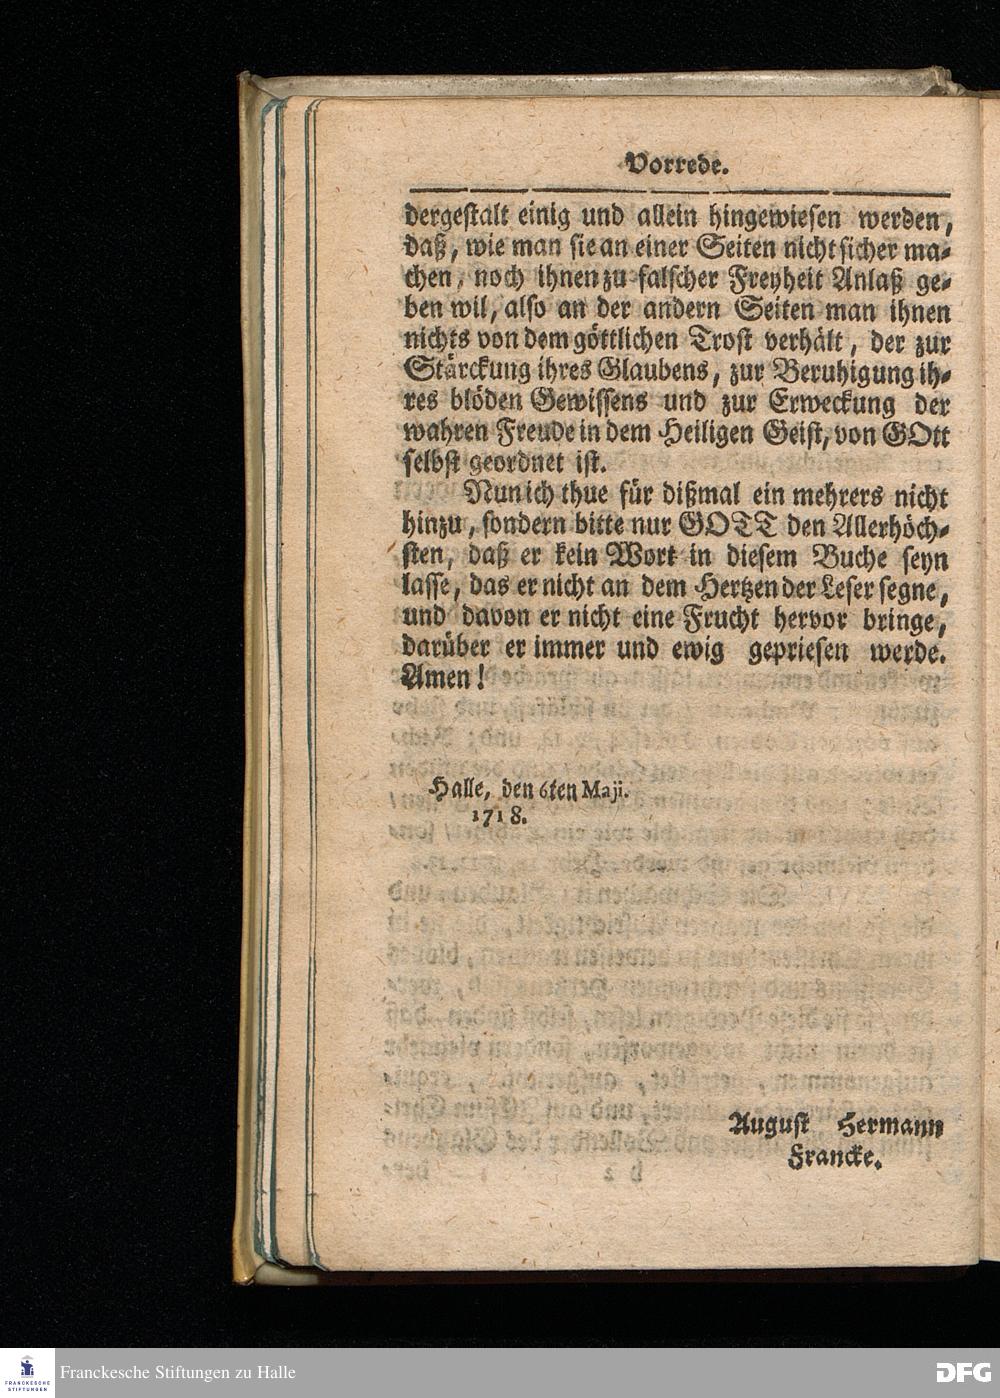 Vorrede.
dergestalt einig und allein hingewiesen werden,
daß, wie man sie an einer Seiten nicht sicher ma-
chen, noch ihnen zu falscher Freyheit Anlaß ge-
ben wil, also an der andern Seiten man ihnen
nichts von dem göttlichen Trost verhält, der zur
Stärckung ihres Glaubens, zur Beruhigung ih-
res blöden Gewissens und zur Erweckung der
wahren Freude in dem Heiligen Geist, von GOtt
selbst geordnet ist.
Nun ich thue für dißmal ein mehrers nicht
hinzu, sondern bitte nur GOTT den Allerhöch-
sten, daß er kein Wort in diesem Buche seyn
lasse, das er nicht an dem Hertzen der Leser segne,
und davon er nicht eine Frucht hervor bringe,
darüber er immer und ewig gepriesen werde.
Amen!
Halle, den 6ten Maji.
1718.
August Hermann
Francke.
FRANCKESCHE
STIFTUNGEN
Franckesche Stiftungen zu Halle
DFG